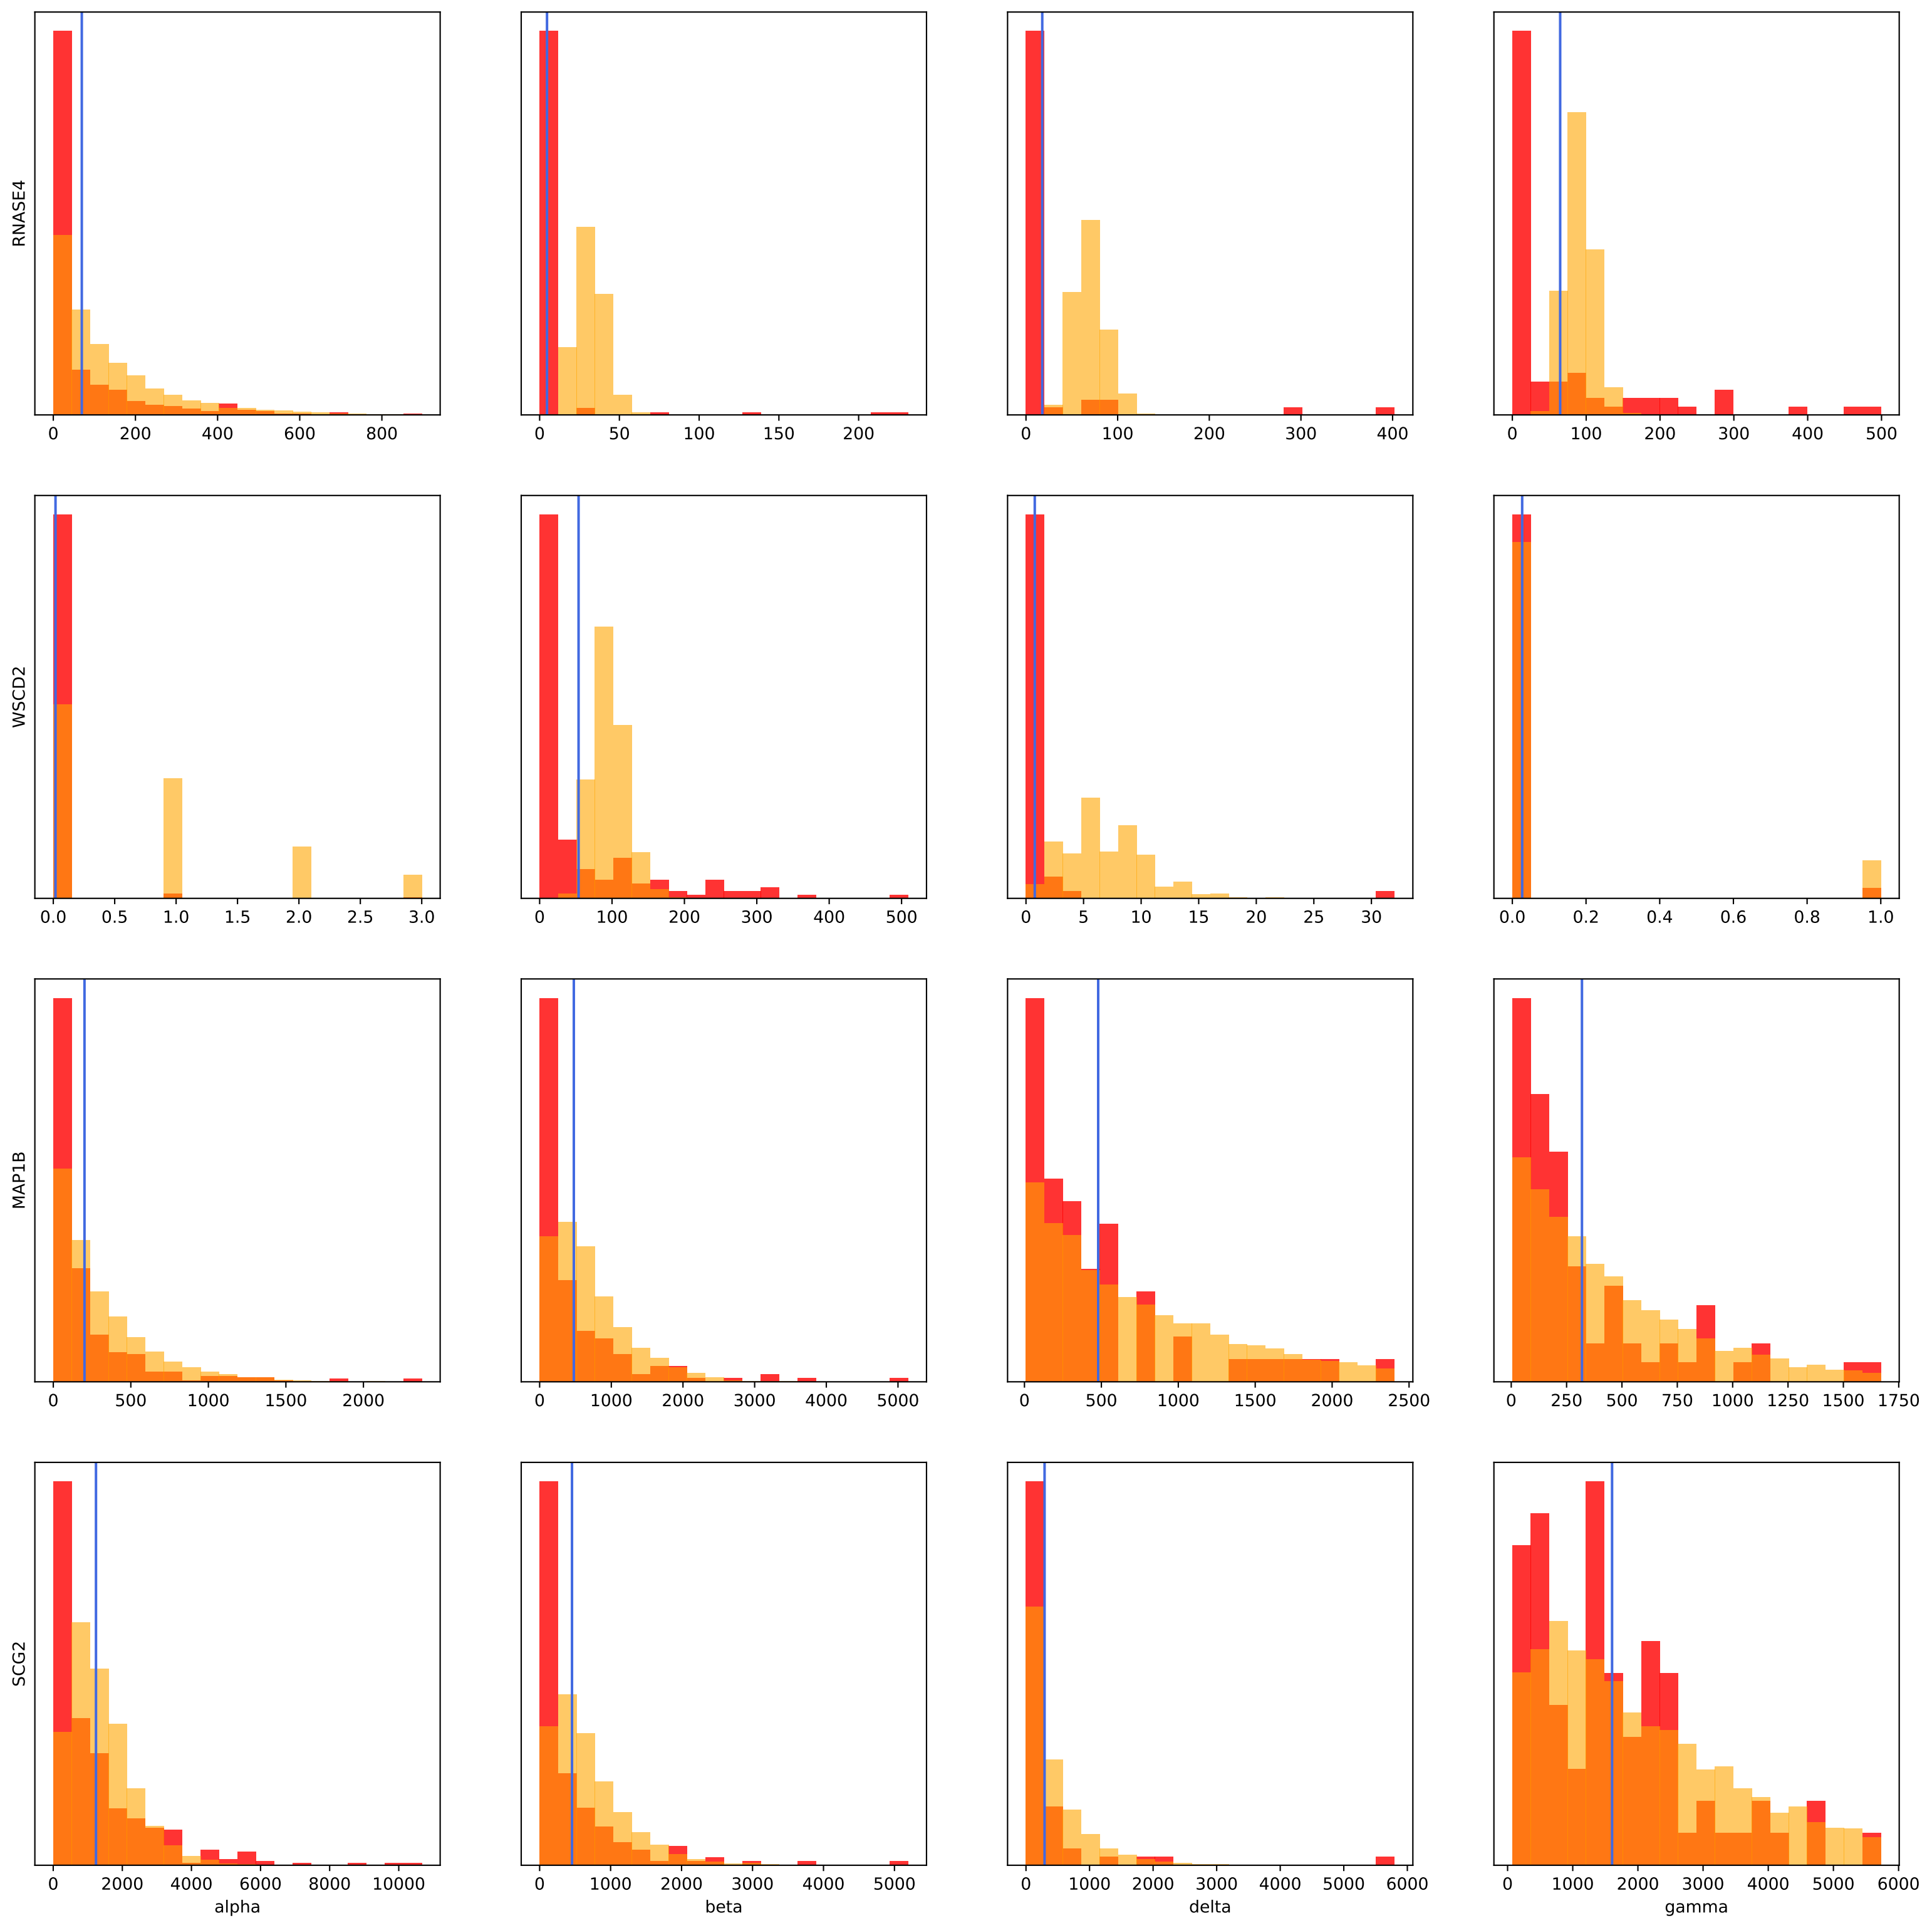 RNASE4
0 200 400 600 800
0 50 100 150 200
0 100 200 300 400
0 100 200 300 400 500
WSCD2
0.0 0.5 1.0 1.5 2.0 2.5 3.0
0 100 200 300 400 500
0 5 10 15 20 25 30
0.0 0.2 0.4 0.6 0.8 1.0
MAP1B
0 500 1000 1500 2000
0 1000 2000 3000 4000 5000
0 500 1000 1500 2000 2500
0 250 500 750 1000 1250 1500 1750
SCG2
0 2000 4000 6000 8000 10000
0 1000 2000 3000 4000 5000
0 1000 2000 3000 4000 5000 6000
0 1000 2000 3000 4000 5000 6000
alpha
beta
delta
gamma